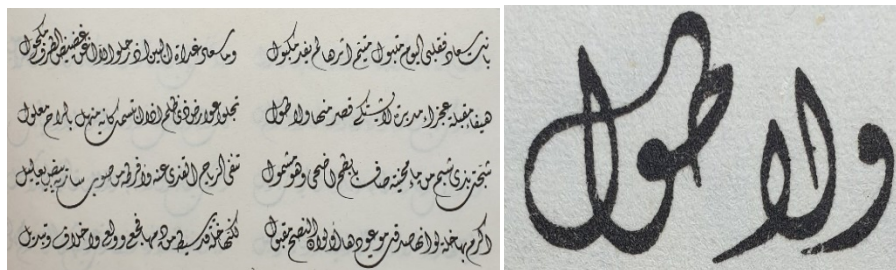 بانت سعاد فقلبي اليوم متبول متيم اثرها لم يفد مكبول وما سعاد غداة البين اذ رحلوا الا اغن غضيض الطرف مكحول
هيفاء مقبلة عجزاء مدبرة لا يشتكى قصر منها ولا طول تجلو عوارض ذي ظلم اذا ابتسمت كانه منهل بالراح معلول
شجت بذي شبم من ماء محنية صاف بابطح اضحى وهو مشمول تنفي الرياح القذى عنه وافرطه من صوب سارية بيض يعاليل
اكرم بها خلة لو انها صدقت موعودها او لو ان النصح مقبول لكنها خلة قد سيط من دمها فجع وولع واخلاف وتبديل
ولا طول